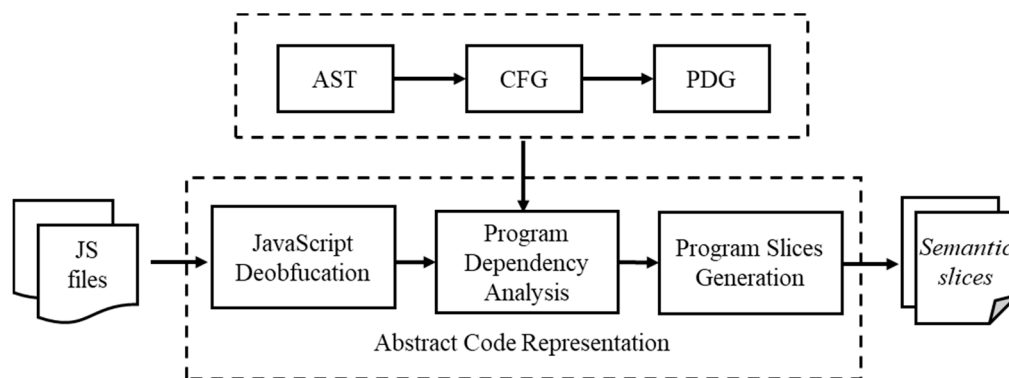 AST
CFG
PDG
JS
files
JavaScript
Deobfucation
Program
Dependency
Analysis
Program Slices
Generation
Semantic
slices
Abstract Code Representation